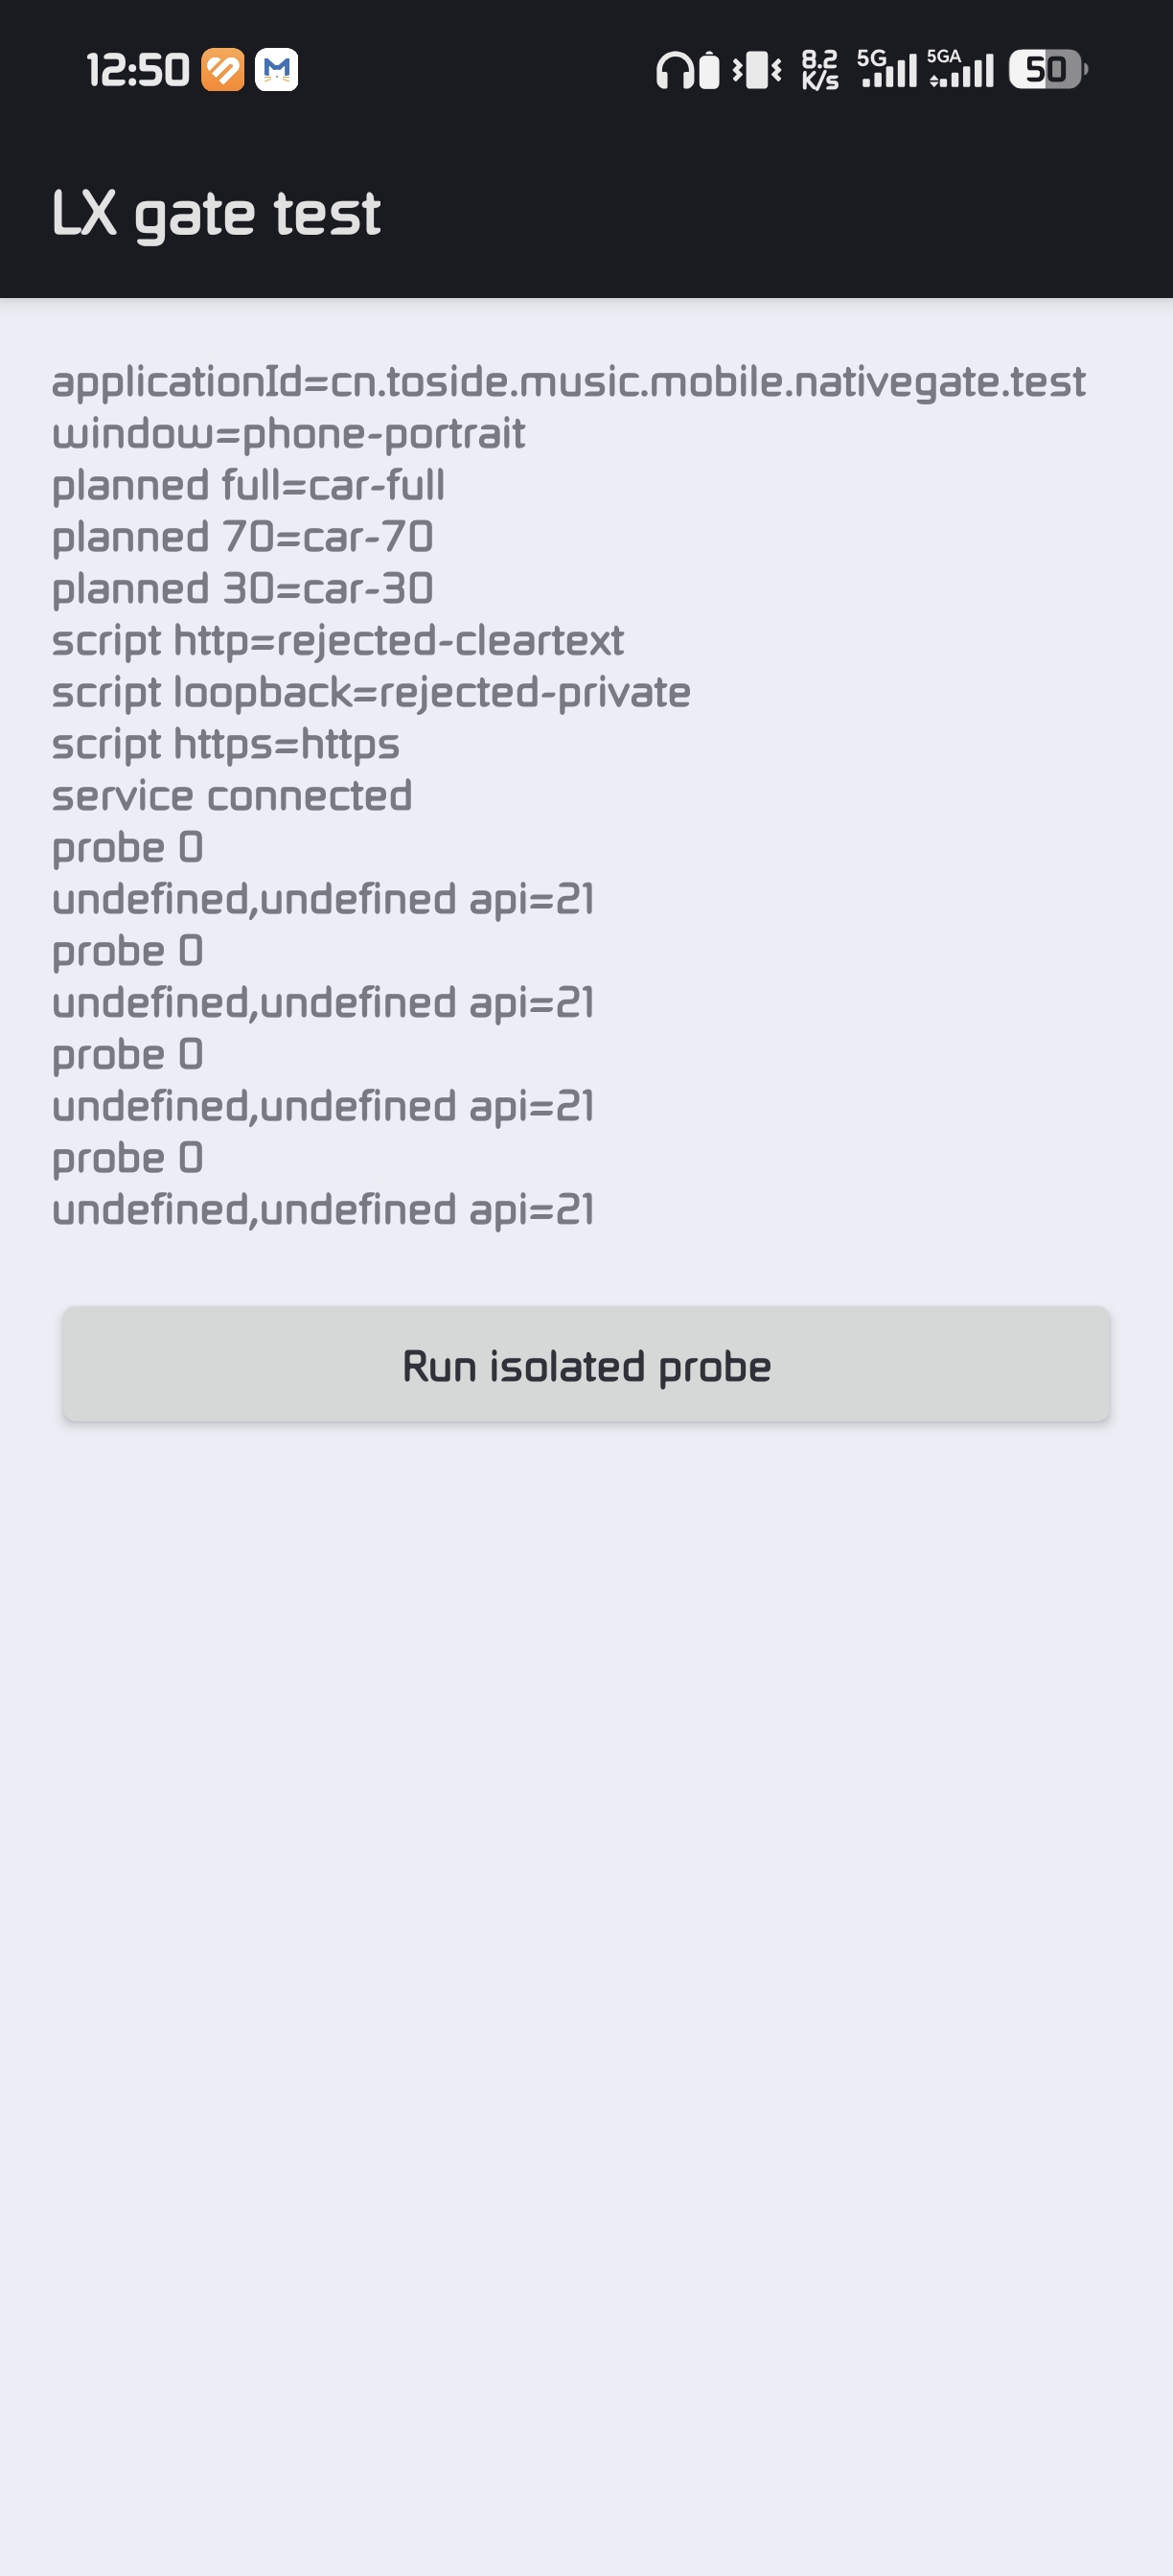 12:50 8.2 K/s 5G 5GA 50
LX gate test
applicationId=cn.toside.music.mobile.nativegate.test
window=phone-portrait
planned full=car-full
planned 70=car-70
planned 30=car-30
script http=rejected-cleartext
script loopback=rejected-private
script https=https
service connected
probe 0
undefined,undefined api=21
probe 0
undefined,undefined api=21
probe 0
undefined,undefined api=21
probe 0
undefined,undefined api=21
Run isolated probe